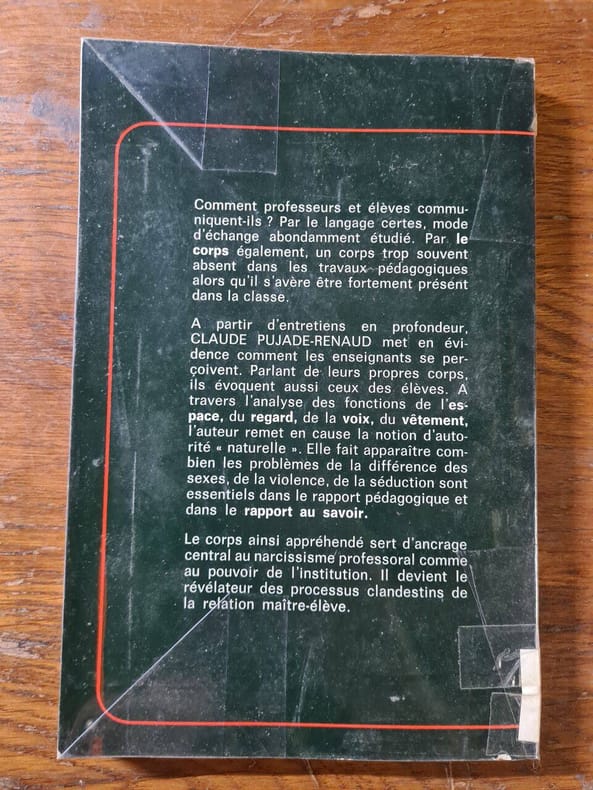 Comment professeurs et élèves commu-
niquent-ils ? Par le langage certes, mode
d'échange abondamment étudié. Par le
corps également, un corps trop souvent
absent dans les travaux pédagogiques
alors qu'il s'avère être fortement présent
dans la classe.
A partir d'entretiens en profondeur,
CLAUDE PUJADE-RENAUD met en évi-
dence comment les enseignants se per-
çoivent. Parlant de leurs propres corps,
ils évoquent aussi ceux des élèves. A
travers l'analyse des fonctions de l'es-
pace, du regard, de la voix, du vêtement,
l'auteur remet en cause la notion d'auto-
rité « naturelle ». Elle fait apparaître com-
bien les problèmes de la différence des
sexes, de la violence, de la séduction sont
essentiels dans le rapport pédagogique et
dans le rapport au savoir.
Le corps ainsi appréhendé sert d'ancrage
central au narcissisme professoral comme
au pouvoir de l'institution. Il devient le
révélateur des processus clandestins de
la relation maître-élève.